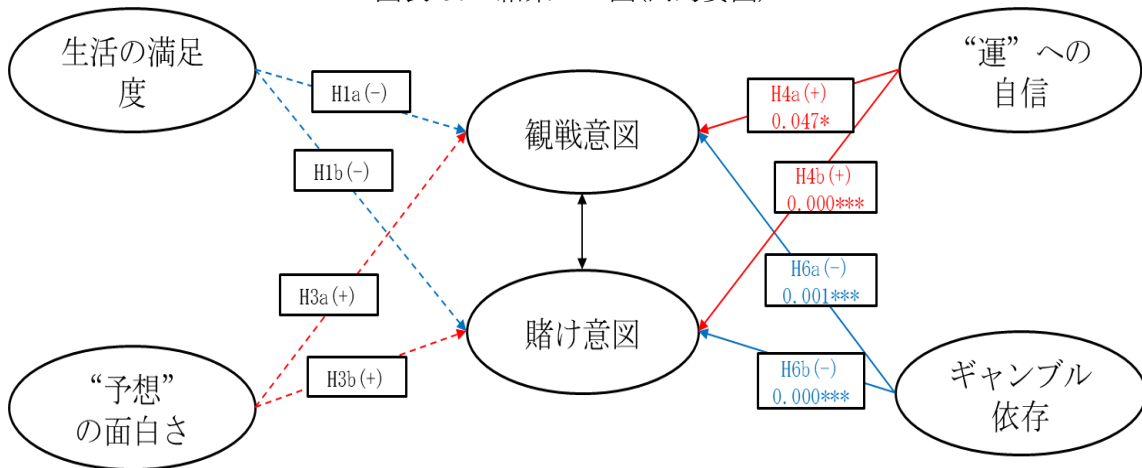 生活の満足
度
H1a(-)
H1b(-)
観戦意図
H4a(+)
0.047*
H4b(+)
0.000***
“運” への
自信
H3a(+)
H3b(+)
賭け意図
H6a(-)
0.001***
H6b(-)
0.000***
“予想”
の面白さ
ギャンブル
依存